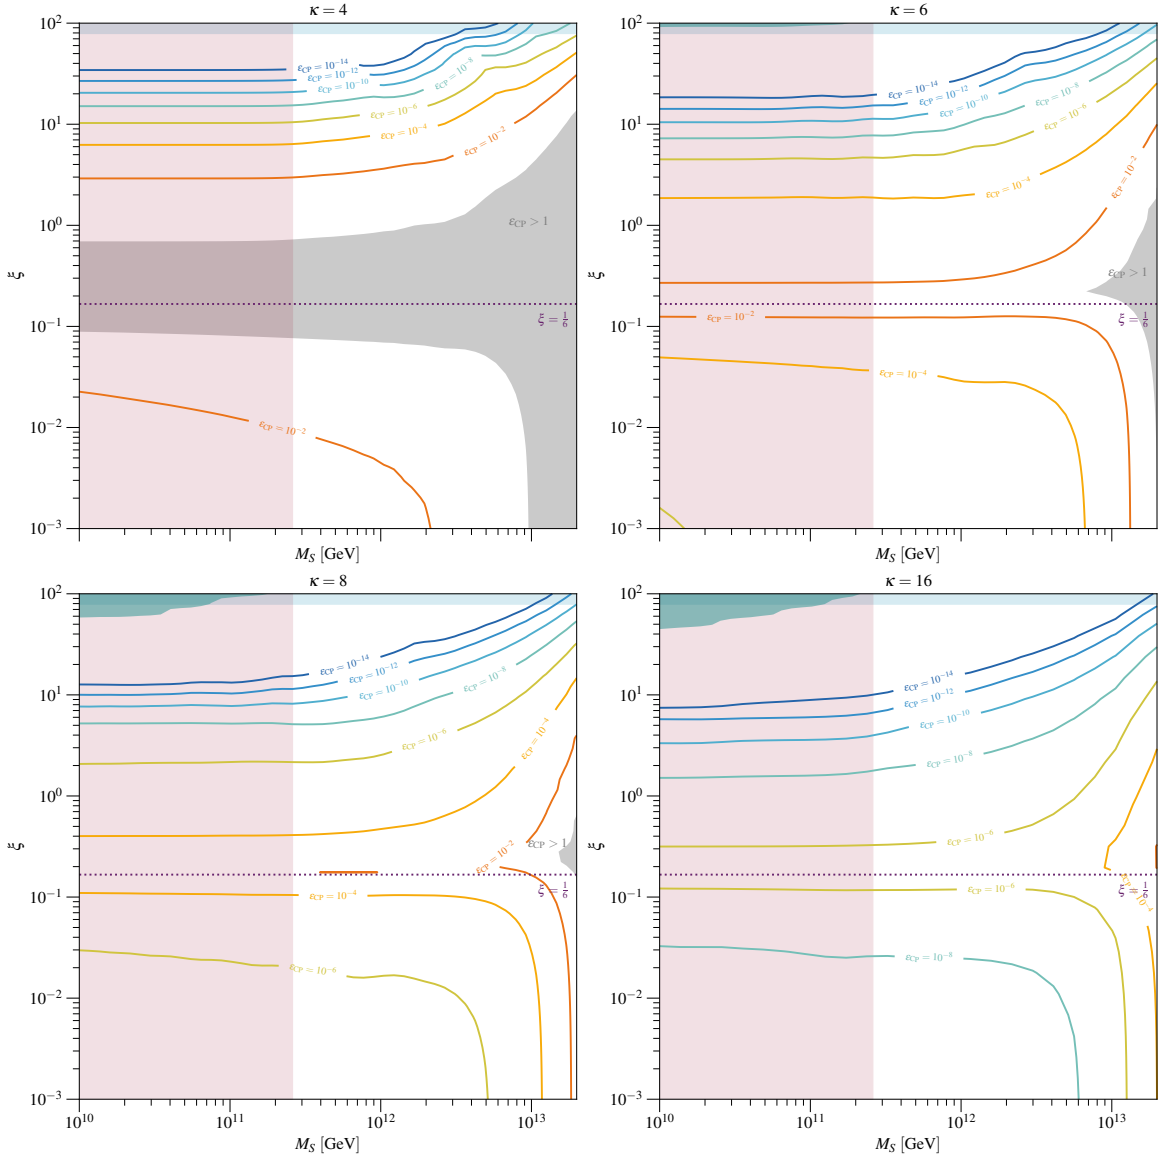 κ = 4
10²
10¹
10⁰
10⁻¹
10⁻²
10⁻³
ξ
ε_CP = 10⁻¹⁴
ε_CP = 10⁻¹²
ε_CP = 10⁻¹⁰
ε_CP = 10⁻⁸
ε_CP = 10⁻⁶
ε_CP = 10⁻⁴
ε_CP = 10⁻²
ε_CP > 1
ξ = 1/6
ε_CP = 10⁻²
M_S [GeV]
κ = 6
10²
10¹
10⁰
10⁻¹
10⁻²
10⁻³
ξ
ε_CP = 10⁻¹⁴
ε_CP = 10⁻¹²
ε_CP = 10⁻¹⁰
ε_CP = 10⁻⁸
ε_CP = 10⁻⁶
ε_CP = 10⁻⁴
ε_CP = 10⁻²
ε_CP > 1
ξ = 1/6
ε_CP = 10⁻²
ε_CP = 10⁻⁴
M_S [GeV]
κ = 8
10²
10¹
10⁰
10⁻¹
10⁻²
10⁻³
ξ
ε_CP = 10⁻¹⁴
ε_CP = 10⁻¹²
ε_CP = 10⁻¹⁰
ε_CP = 10⁻⁸
ε_CP = 10⁻⁶
ε_CP = 10⁻⁴
ε_CP = 10⁻²
ε_CP > 1
ξ = 1/6
ε_CP = 10⁻⁴
ε_CP = 10⁻⁶
10¹⁰ 10¹¹ 10¹² 10¹³
M_S [GeV]
κ = 16
10²
10¹
10⁰
10⁻¹
10⁻²
10⁻³
ξ
ε_CP = 10⁻¹⁴
ε_CP = 10⁻¹²
ε_CP = 10⁻¹⁰
ε_CP = 10⁻⁸
ε_CP = 10⁻⁶
ξ = 1/6
ε_CP = 10⁻⁴
ε_CP = 10⁻⁶
ε_CP = 10⁻⁸
10¹⁰ 10¹¹ 10¹² 10¹³
M_S [GeV]